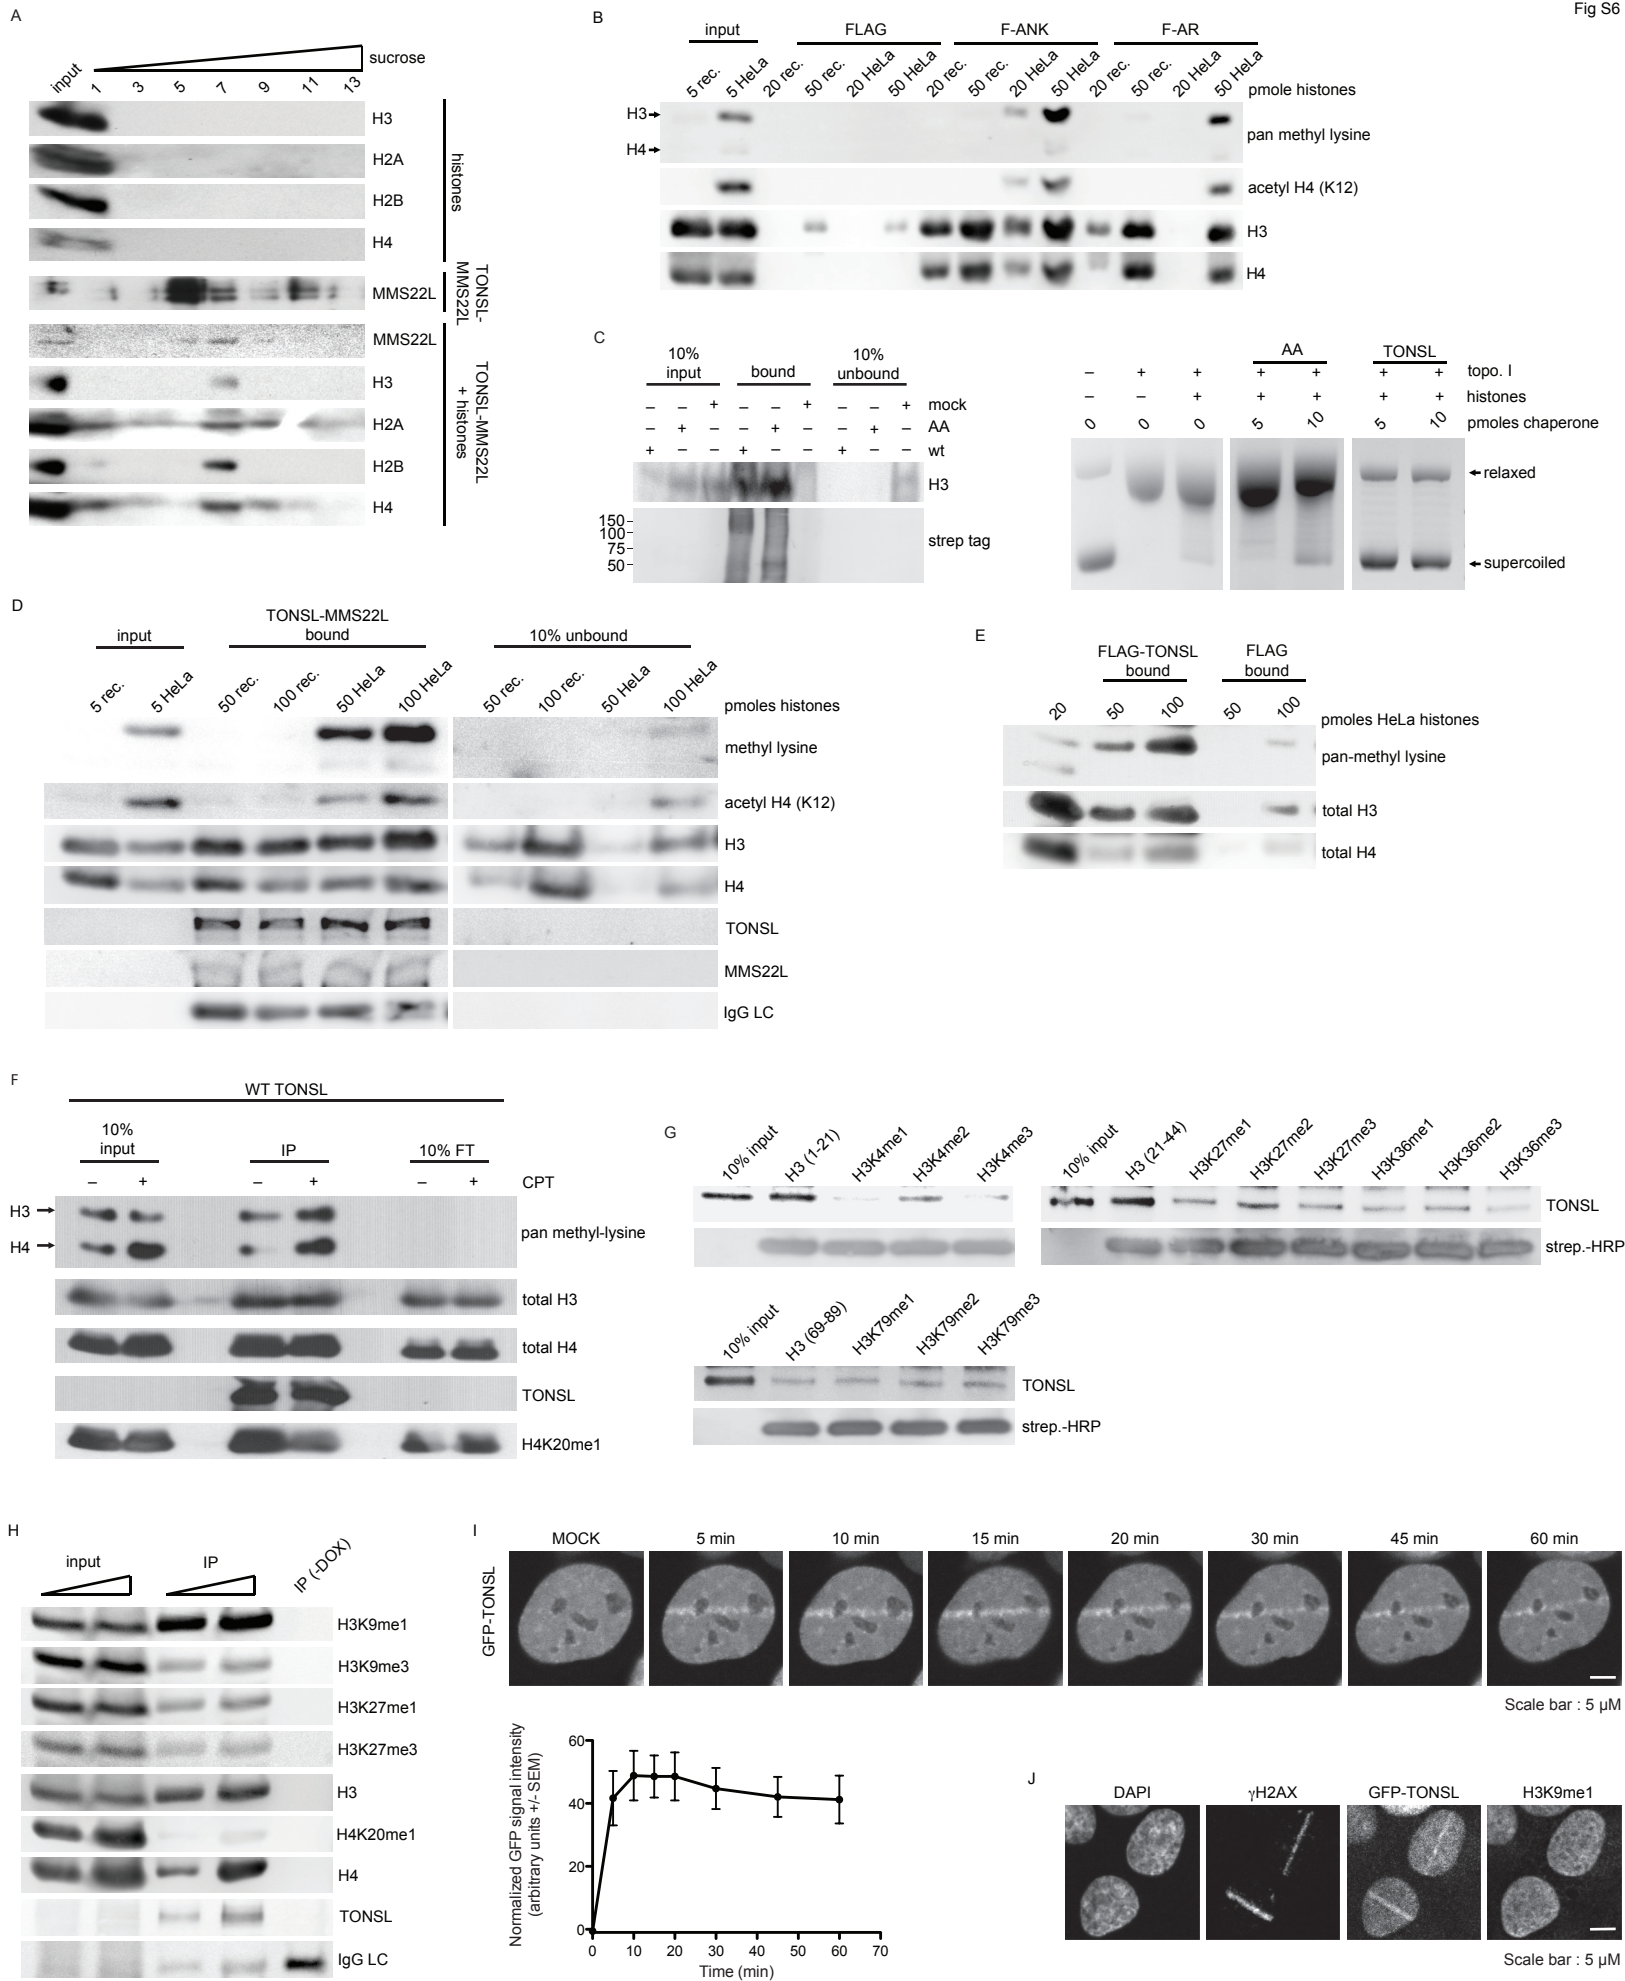 Fig S6
A
sucrose
input 1 3 5 7 9 11 13
H3
H2A
H2B
H4
histones
MMS22L
TONSL-
MMS22L
MMS22L
H3
H2A
H2B
H4
TONSL-MMS22L
+ histones
B
input FLAG F-ANK F-AR
5 rec. 5 HeLa 20 rec. 50 rec. 20 HeLa 50 HeLa 20 rec. 50 rec. 20 HeLa 50 HeLa 20 rec. 50 rec. 20 HeLa 50 HeLa pmole histones
H3
H4
pan methyl lysine
acetyl H4 (K12)
H3
H4
C
10%
input
bound
10%
unbound
– – + – – + – – + mock
– + – – + – – + – AA
+ – – + – – + – – wt
H3
150
100
75
50
strep tag
AA TONSL
– + + + + + + topo. I
– – + + + + + histones
0 0 0 5 10 5 10 pmoles chaperone
relaxed
supercoiled
D
input
TONSL-MMS22L
bound
10% unbound
5 rec. 5 HeLa 50 rec. 100 rec. 50 HeLa 100 HeLa 50 rec. 100 rec. 50 HeLa 100 HeLa
pmoles histones
methyl lysine
acetyl H4 (K12)
H3
H4
TONSL
MMS22L
IgG LC
E
FLAG-TONSL
bound
FLAG
bound
20 50 100 50 100
pmoles HeLa histones
pan-methyl lysine
total H3
total H4
F
WT TONSL
10%
input
IP
10% FT
– + – + – + CPT
H3
H4
pan methyl-lysine
total H3
total H4
TONSL
H4K20me1
G
10% input H3 (1-21) H3K4me1 H3K4me2 H3K4me3
10% input H3 (21-44) H3K27me1 H3K27me2 H3K27me3 H3K36me1 H3K36me2 H3K36me3
TONSL
strep.-HRP
10% input H3 (69-89) H3K79me1 H3K79me2 H3K79me3
TONSL
strep.-HRP
H
input IP IP (-DOX)
H3K9me1
H3K9me3
H3K27me1
H3K27me3
H3
H4K20me1
H4
TONSL
IgG LC
I
MOCK 5 min 10 min 15 min 20 min 30 min 45 min 60 min
GFP-TONSL
Scale bar : 5 µM
Normalized GFP signal intensity
(arbitrary units +/- SEM)
60
40
20
0
0 10 20 30 40 50 60 70
Time (min)
J
DAPI γH2AX GFP-TONSL H3K9me1
Scale bar : 5 µM